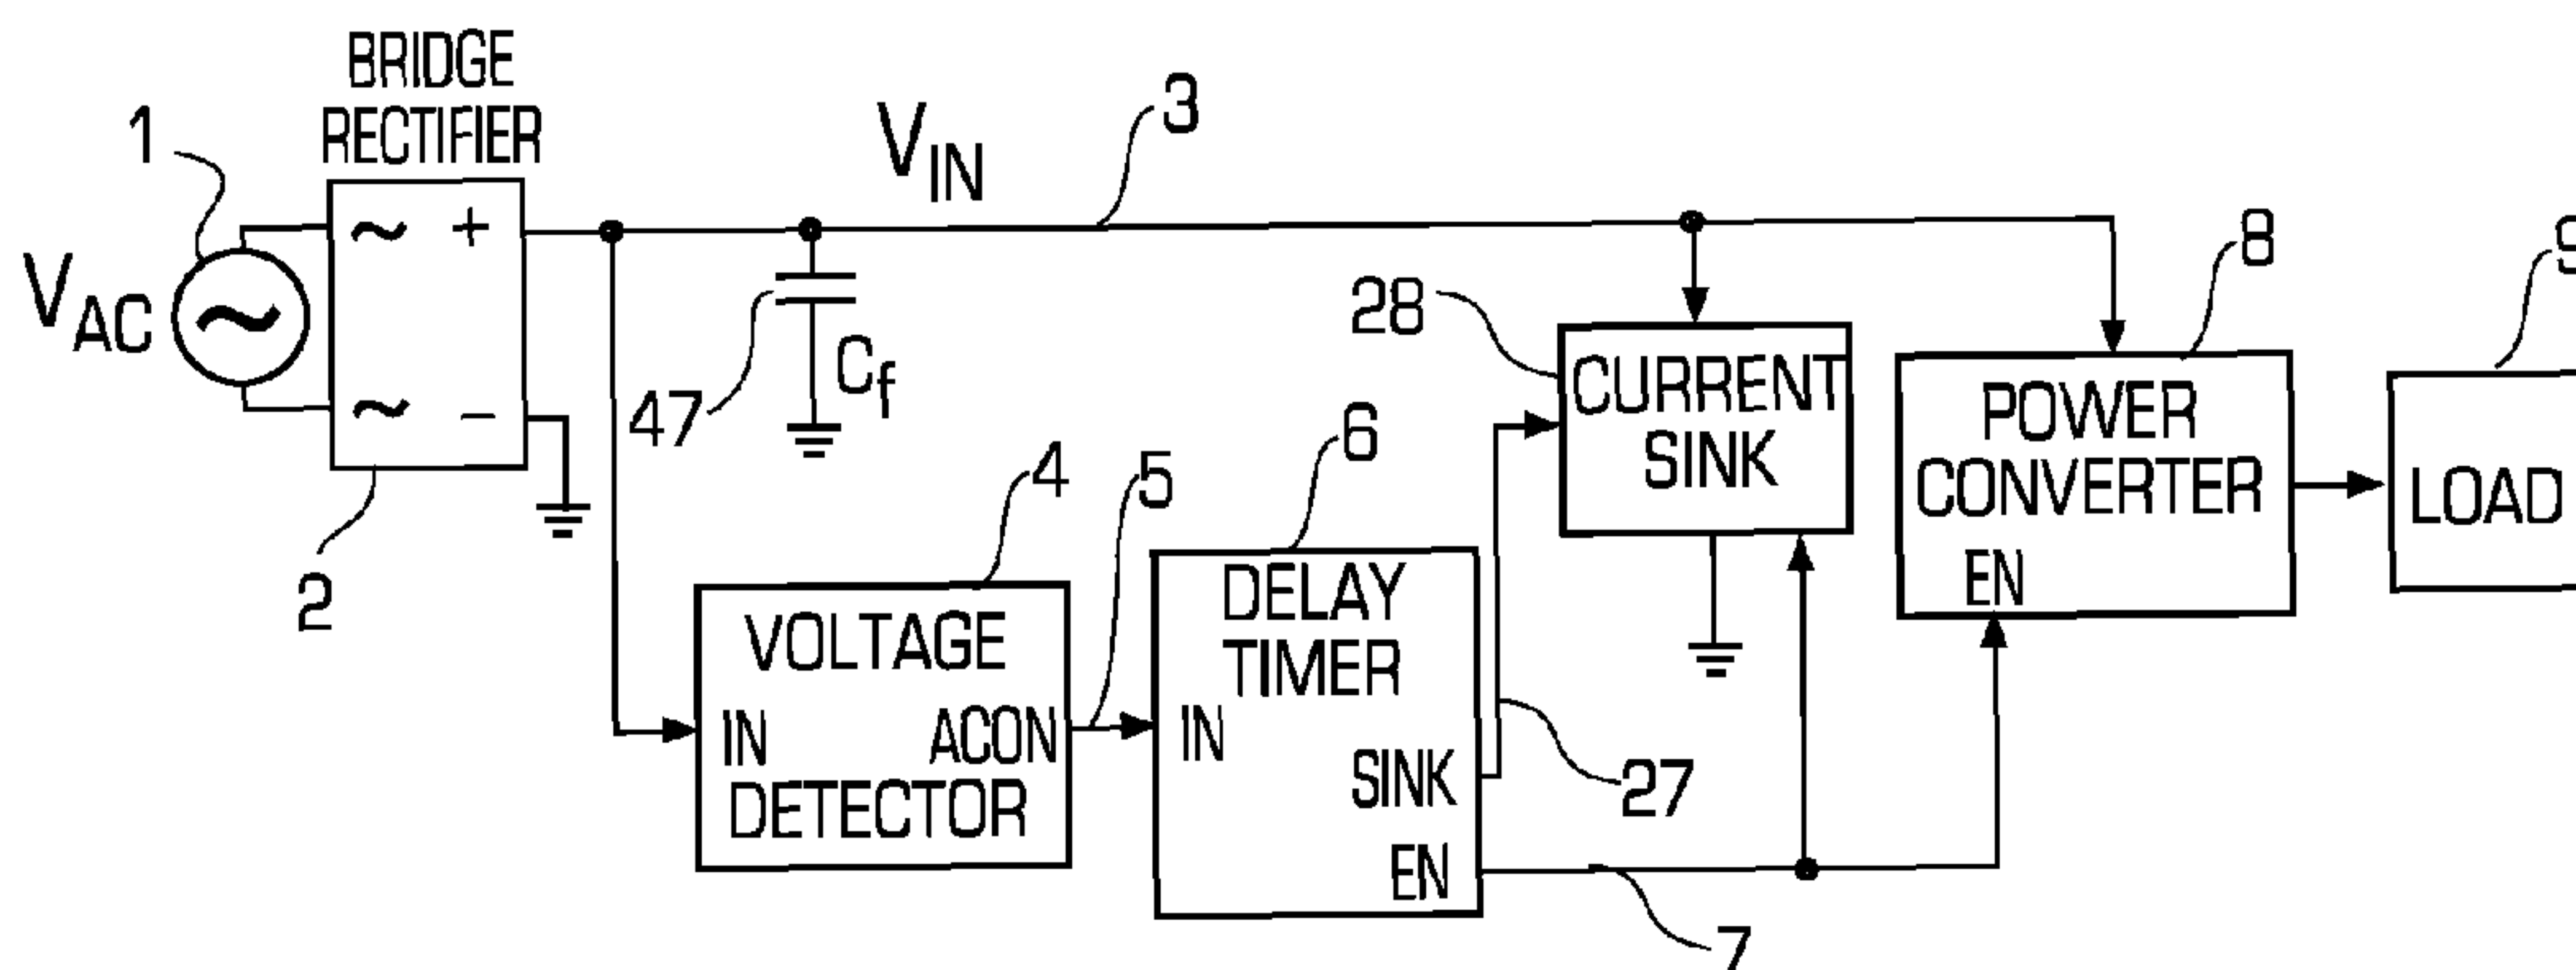 BRIDGE
RECTIFIER
1
V_AC
~ +
~ −
~
2
V_IN
3
47
C_f
4
VOLTAGE
IN ACON
DETECTOR
5
6
DELAY
TIMER
IN
SINK
EN
27
7
28
CURRENT
SINK
8
POWER
CONVERTER
EN
9
LOAD